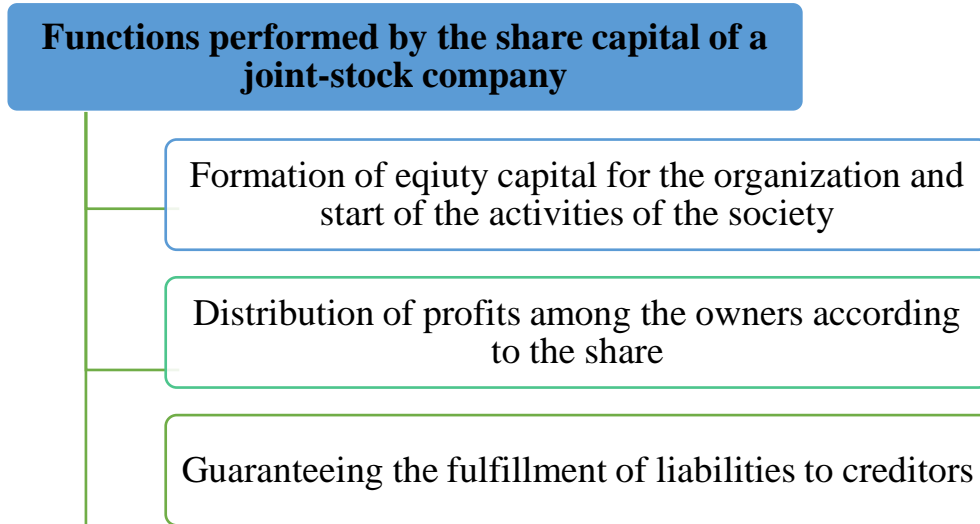 Functions performed by the share capital of a
joint-stock company
Formation of eqiuty capital for the organization and
start of the activities of the society
Distribution of profits among the owners according
to the share
Guaranteeing the fulfillment of liabilities to creditors